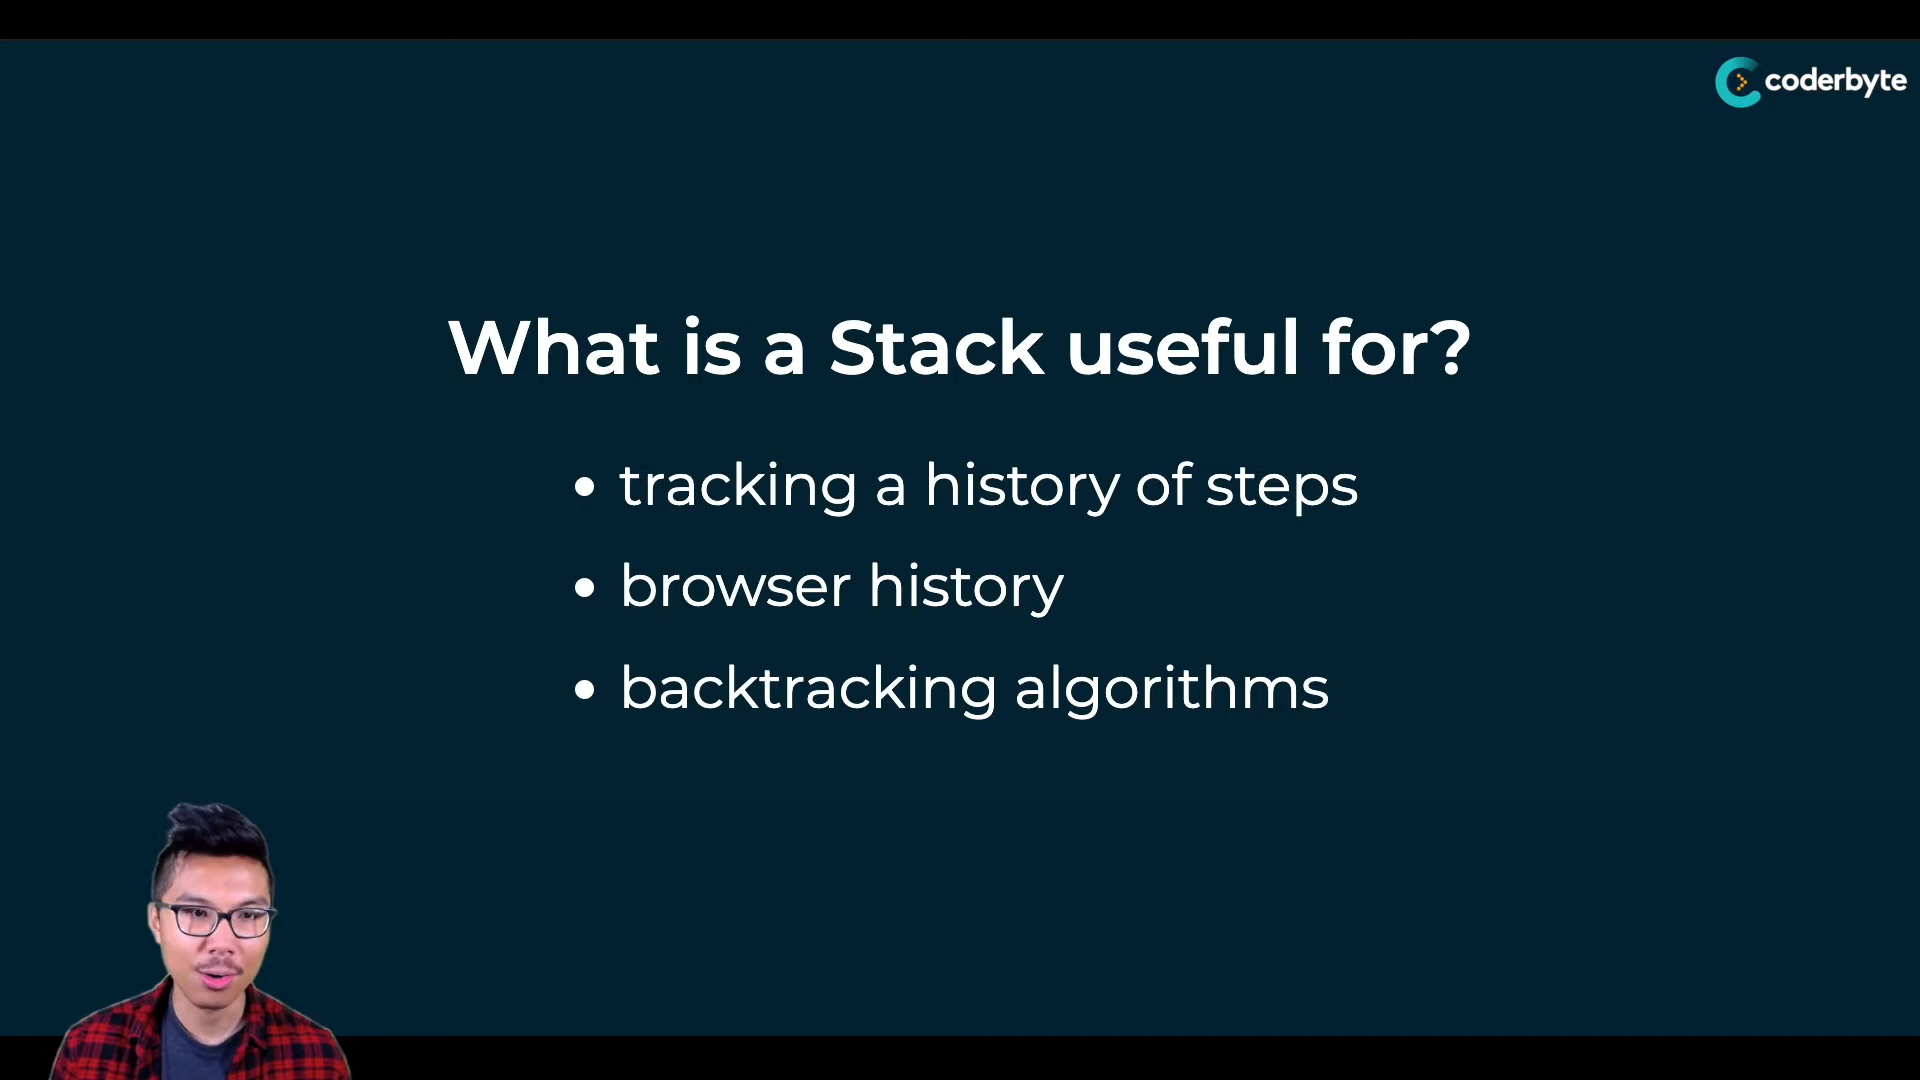 coderbyte
What is a Stack useful for?
• tracking a history of steps
• browser history
• backtracking algorithms